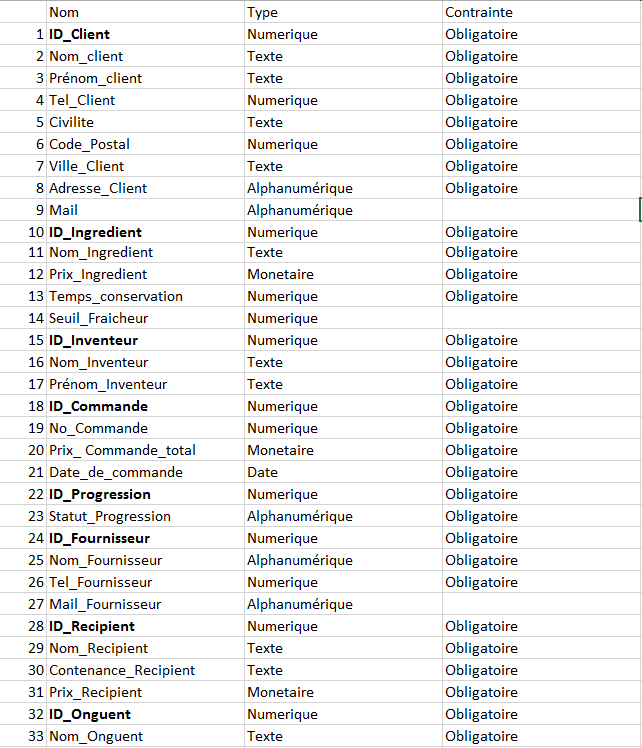 Nom Type Contrainte
1 ID_Client Numerique Obligatoire
2 Nom_client Texte Obligatoire
3 Prénom_client Texte Obligatoire
4 Tel_Client Numerique Obligatoire
5 Civilite Texte Obligatoire
6 Code_Postal Numerique Obligatoire
7 Ville_Client Texte Obligatoire
8 Adresse_Client Alphanumérique Obligatoire
9 Mail Alphanumérique
10 ID_Ingredient Numerique Obligatoire
11 Nom_Ingredient Texte Obligatoire
12 Prix_Ingredient Monetaire Obligatoire
13 Temps_conservation Numerique Obligatoire
14 Seuil_Fraicheur Numerique
15 ID_Inventeur Numerique Obligatoire
16 Nom_Inventeur Texte Obligatoire
17 Prénom_Inventeur Texte Obligatoire
18 ID_Commande Numerique Obligatoire
19 No_Commande Numerique Obligatoire
20 Prix_ Commande_total Monetaire Obligatoire
21 Date_de_commande Date Obligatoire
22 ID_Progression Numerique Obligatoire
23 Statut_Progression Alphanumérique Obligatoire
24 ID_Fournisseur Numerique Obligatoire
25 Nom_Fournisseur Alphanumérique Obligatoire
26 Tel_Fournisseur Numerique Obligatoire
27 Mail_Fournisseur Alphanumérique
28 ID_Recipient Numerique Obligatoire
29 Nom_Recipient Texte Obligatoire
30 Contenance_Recipient Texte Obligatoire
31 Prix_Recipient Monetaire Obligatoire
32 ID_Onguent Numerique Obligatoire
33 Nom_Onguent Texte Obligatoire